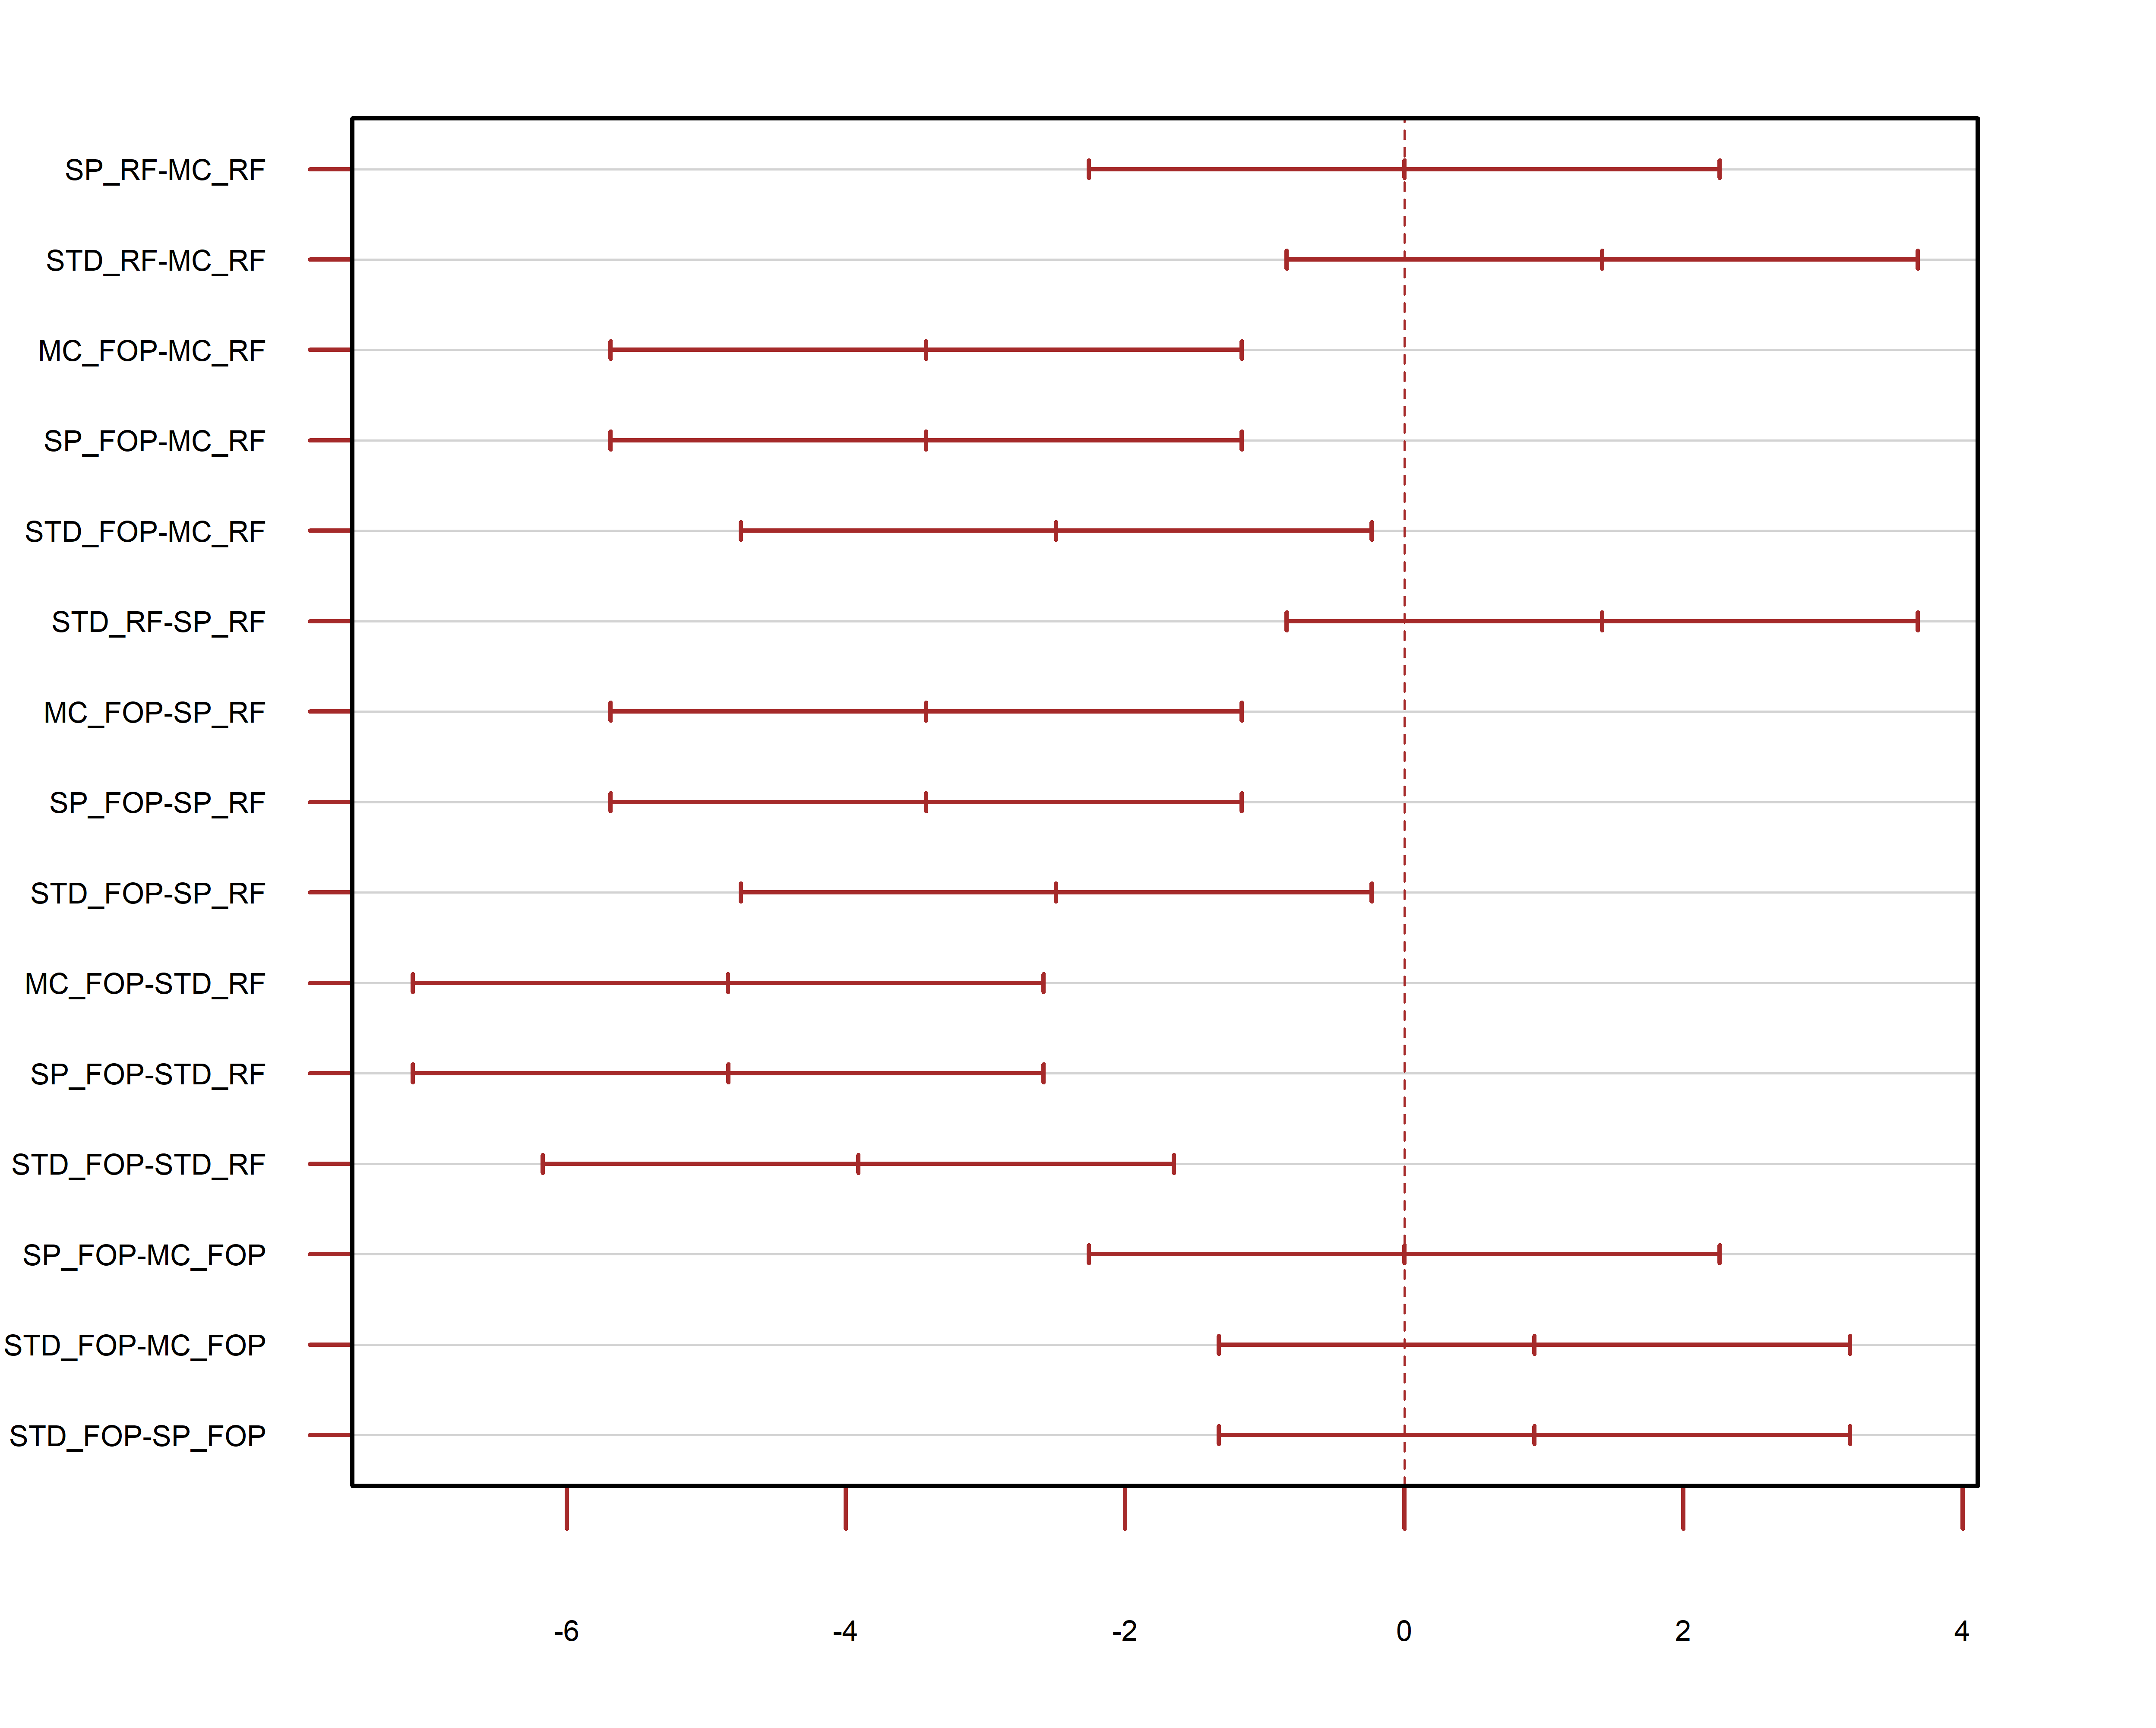 SP_RF-MC_RF
STD_RF-MC_RF
MC_FOP-MC_RF
SP_FOP-MC_RF
STD_FOP-MC_RF
STD_RF-SP_RF
MC_FOP-SP_RF
SP_FOP-SP_RF
STD_FOP-SP_RF
MC_FOP-STD_RF
SP_FOP-STD_RF
STD_FOP-STD_RF
SP_FOP-MC_FOP
STD_FOP-MC_FOP
STD_FOP-SP_FOP
-6 -4 -2 0 2 4